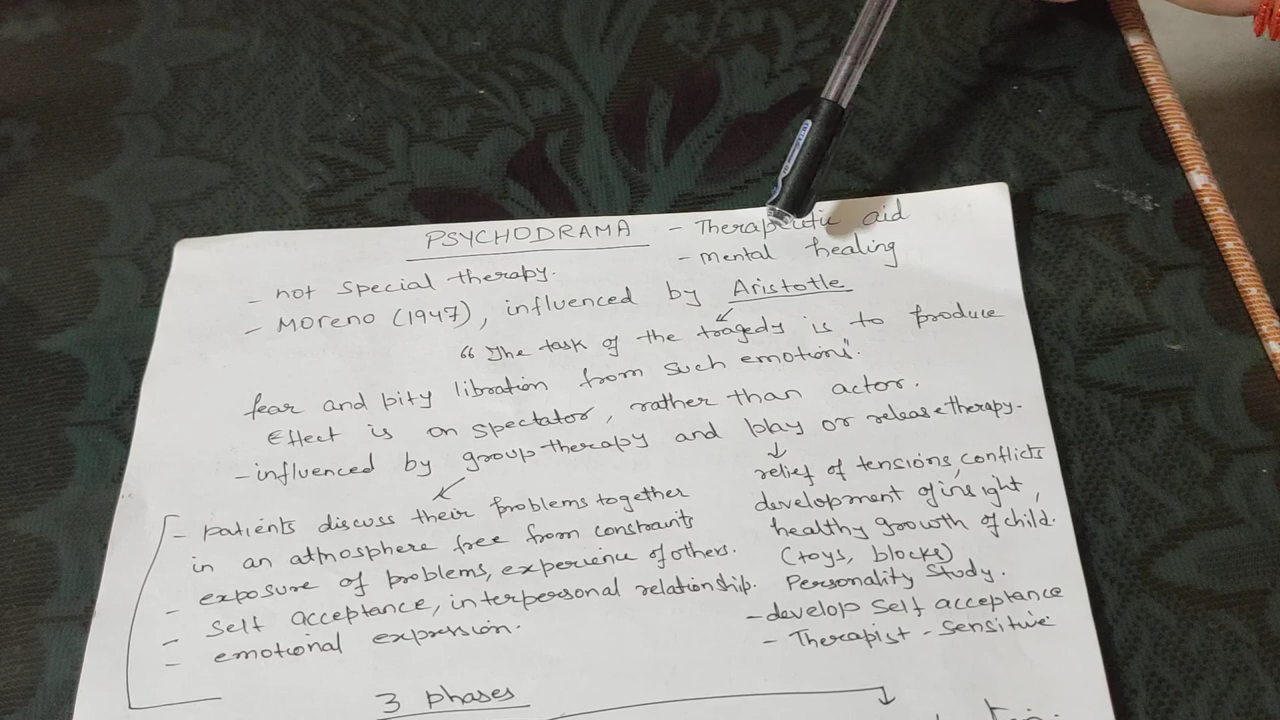 PSYCHODRAMA - Therapeutic aid
- mental healing
- not special therapy.
- Moreno (1947), influenced by Aristotle
"The task of the tragedy is to produce
fear and pity libration from such emotions".
Effect is on spectator, rather than actor.
- influenced by group therapy and play or release therapy.
- patients discuss their problems together
in an athmosphere free from constraints
- exposure of problems, experience of others.
- self acceptance, interpersonal relationship.
- emotional expression.
relief of tensions, conflicts
development of insight,
healthy growth of child.
(toys, blocks)
Personality study.
- develop self acceptance
- Therapist - sensitive
3 phases